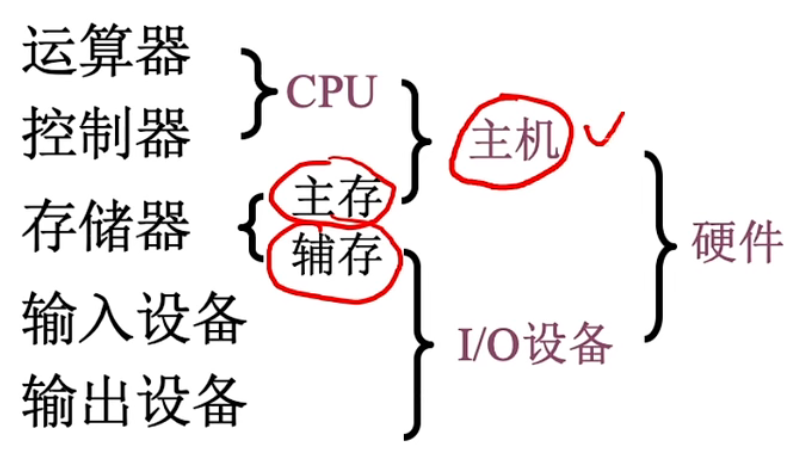 运算器
CPU
控制器
主机
主存
存储器
硬件
辅存
输入设备
I/O设备
输出设备